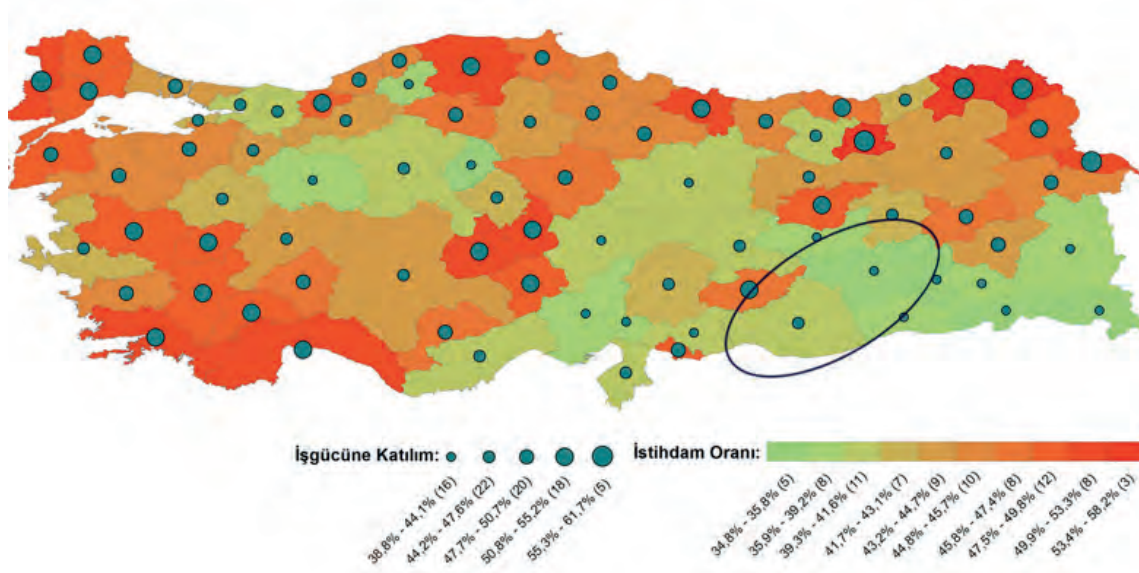 İşgücüne Katılım:
38,8% - 44,1% (16)
44,2% - 47,6% (22)
47,7% - 50,7% (20)
50,8% - 55,2% (18)
55,3% - 61,7% (5)
İstihdam Oranı:
34,8% - 35,8% (5)
35,9% - 39,2% (8)
39,3% - 41,6% (11)
41,7% - 43,1% (7)
43,2% - 44,7% (9)
44,8% - 45,7% (10)
45,8% - 47,4% (8)
47,5% - 49,8% (12)
49,9% - 53,3% (8)
53,4% - 58,2% (3)